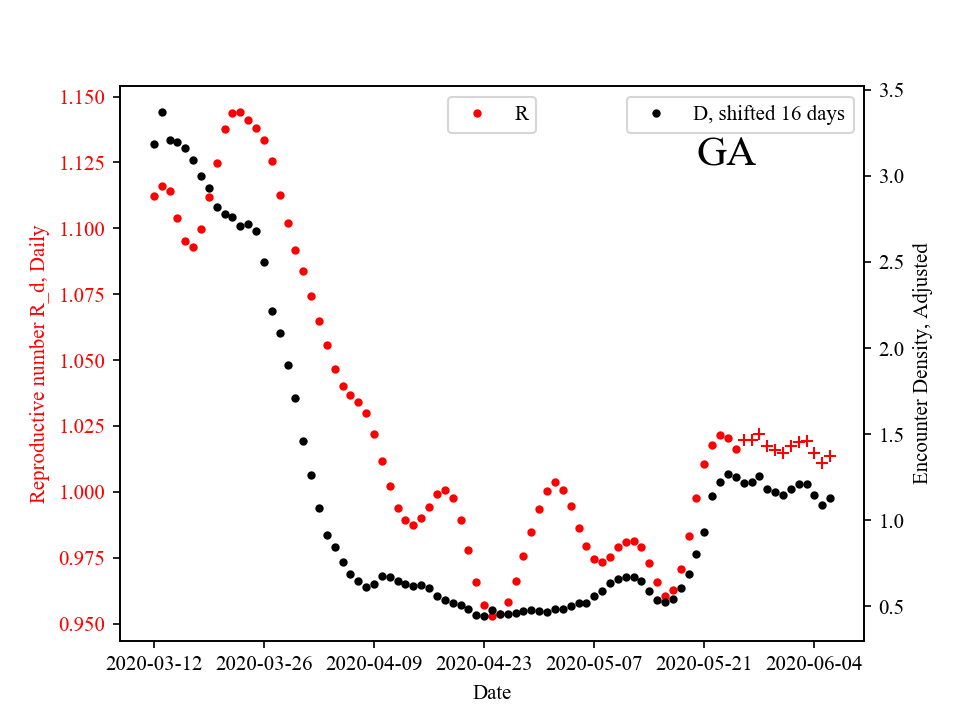 R
D, shifted 16 days
GA
Reproductive number R_d, Daily
1.150
1.125
1.100
1.075
1.050
1.025
1.000
0.975
0.950
3.5
3.0
2.5
2.0
1.5
1.0
0.5
Encounter Density, Adjusted
2020-03-12 2020-03-26 2020-04-09 2020-04-23 2020-05-07 2020-05-21 2020-06-04
Date